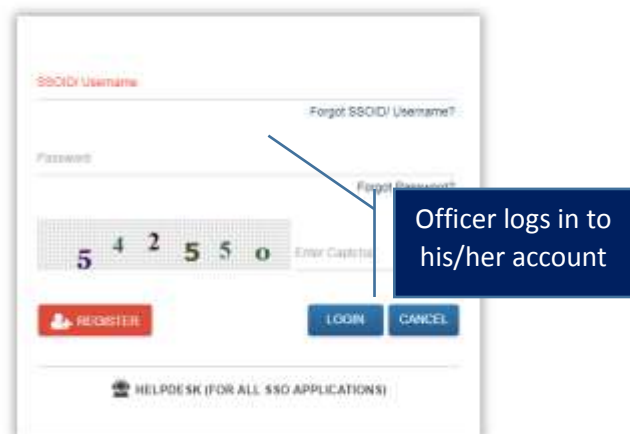 SSOID/ Username
Forgot SSOID/ Username?
Password
Forgot Password?
5 4 2 5 5 0
Enter Captcha
Officer logs in to
his/her account
REGISTER
LOGIN
CANCEL
HELPDESK (FOR ALL SSO APPLICATIONS)